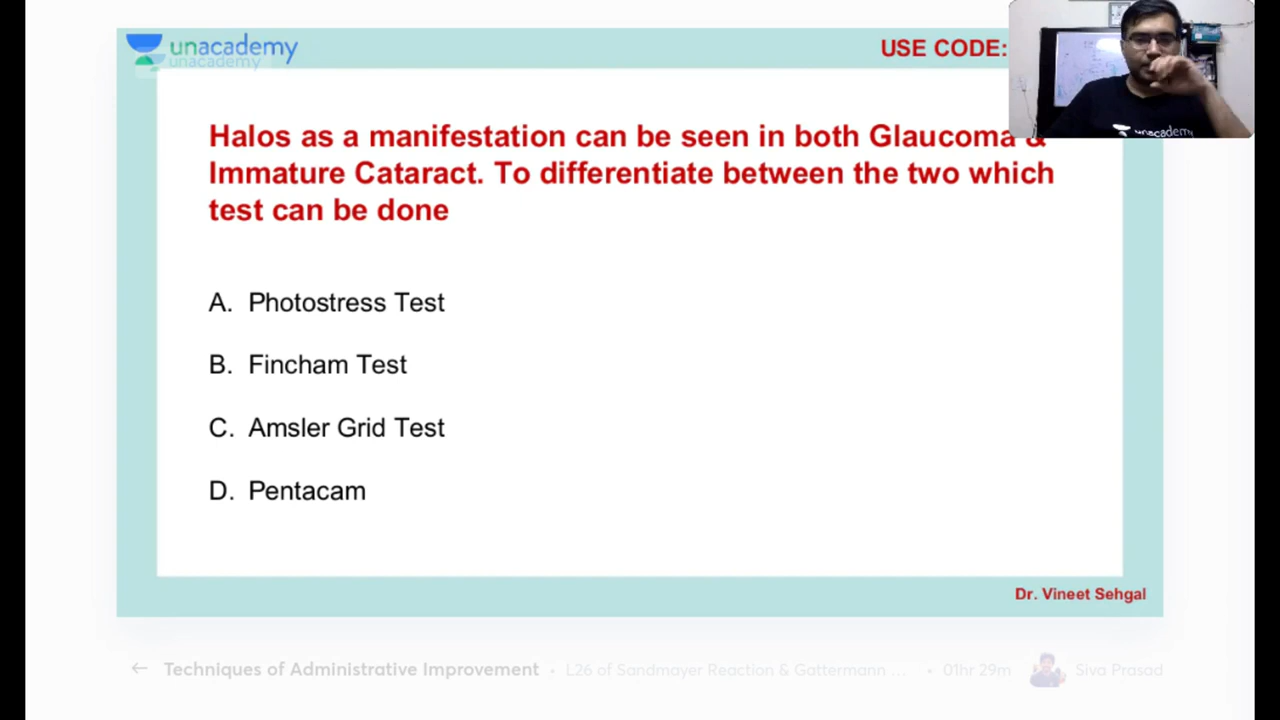 unacademy
unacademy
USE CODE:
unacademy
Halos as a manifestation can be seen in both Glaucoma &
Immature Cataract. To differentiate between the two which
test can be done
A. Photostress Test
B. Fincham Test
C. Amsler Grid Test
D. Pentacam
Dr. Vineet Sehgal
← Techniques of Administrative Improvement • L26 of Sandmayer Reaction & Gattermann ... • 01hr 29m Siva Prasad